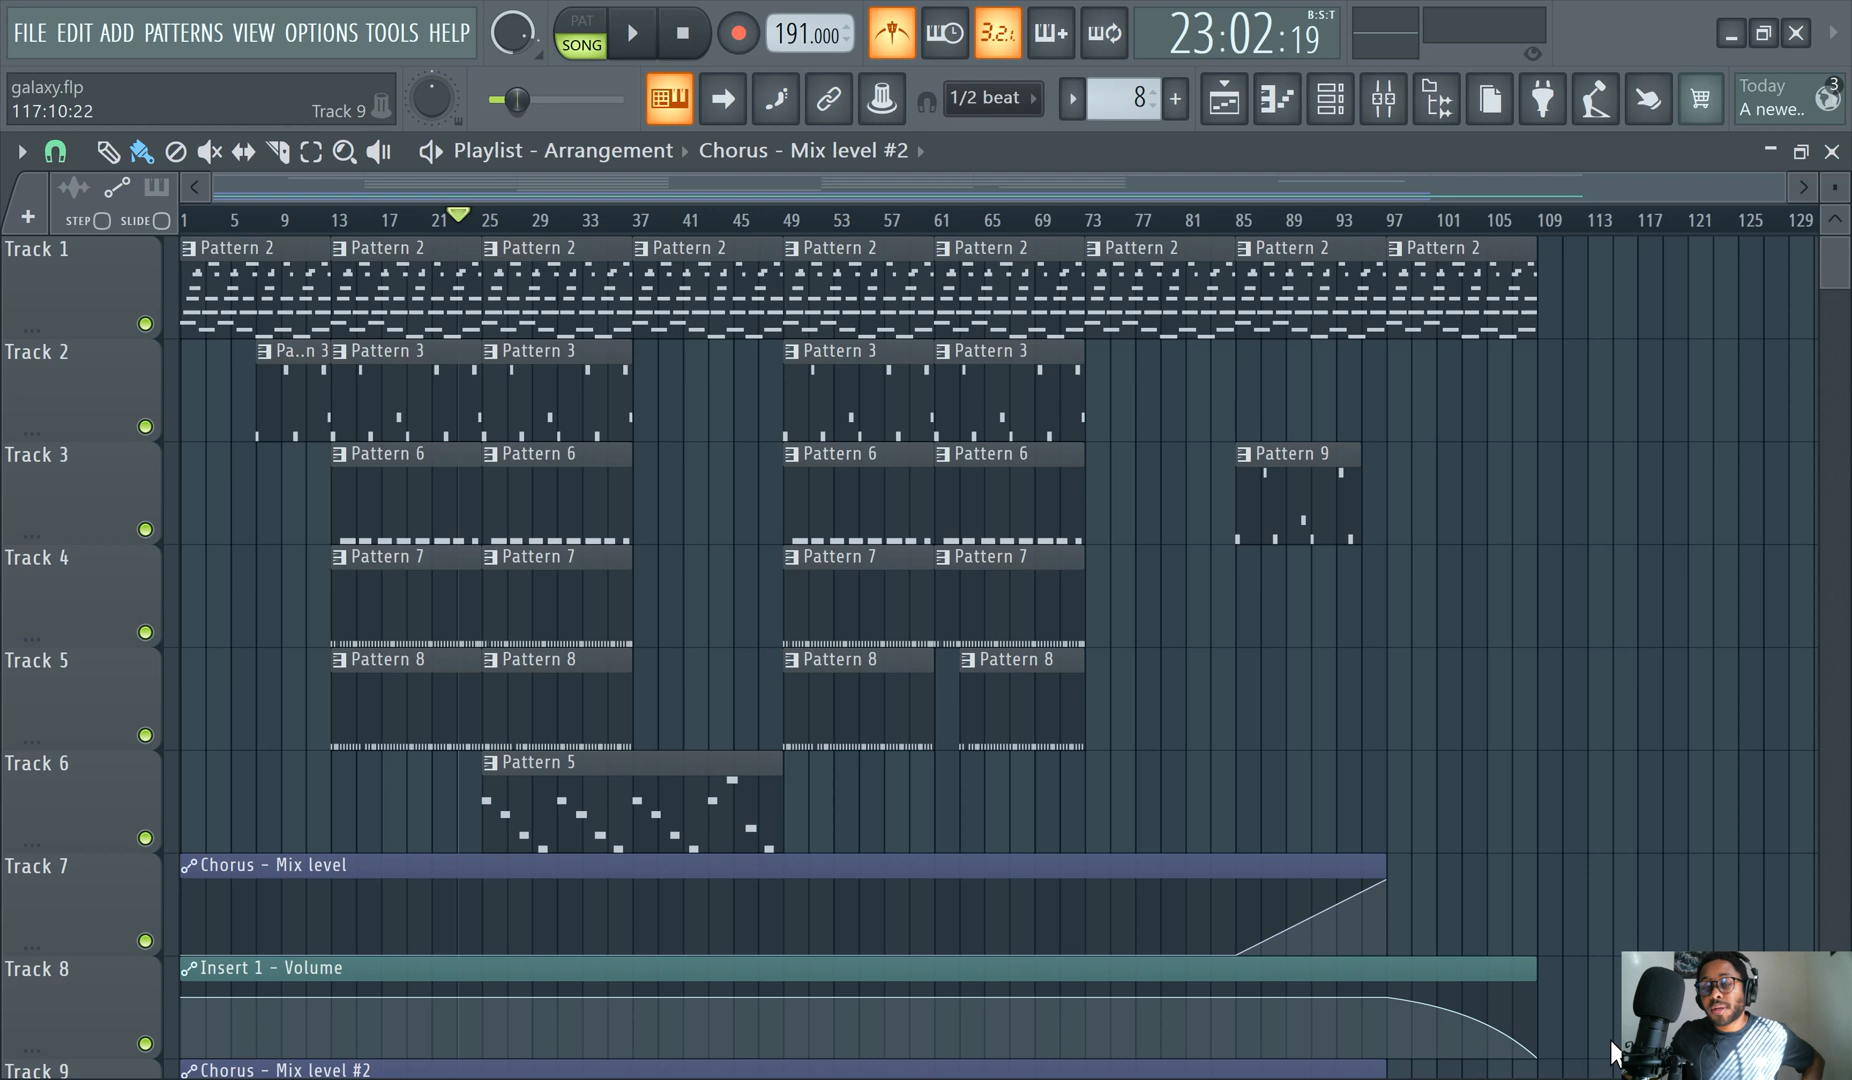 FILE EDIT ADD PATTERNS VIEW OPTIONS TOOLS HELP
PAT
SONG
191.000
3.2.1
B:S:T
23:02:19
galaxy.flp
117:10:22
Track 9
1/2 beat
8
Today
3
A newe..
Playlist - Arrangement
Chorus - Mix level #2
STEP
SLIDE
1 5 9 13 17 21 25 29 33 37 41 45 49 53 57 61 65 69 73 77 81 85 89 93 97 101 105 109 113 117 121 125 129
Track 1
Pattern 2 Pattern 2 Pattern 2 Pattern 2 Pattern 2 Pattern 2 Pattern 2 Pattern 2 Pattern 2
Track 2
Pa..n 3 Pattern 3 Pattern 3 Pattern 3 Pattern 3
Track 3
Pattern 6 Pattern 6 Pattern 6 Pattern 6 Pattern 9
Track 4
Pattern 7 Pattern 7 Pattern 7 Pattern 7
Track 5
Pattern 8 Pattern 8 Pattern 8 Pattern 8
Track 6
Pattern 5
Track 7
Chorus - Mix level
Track 8
Insert 1 - Volume
Track 9
Chorus - Mix level #2